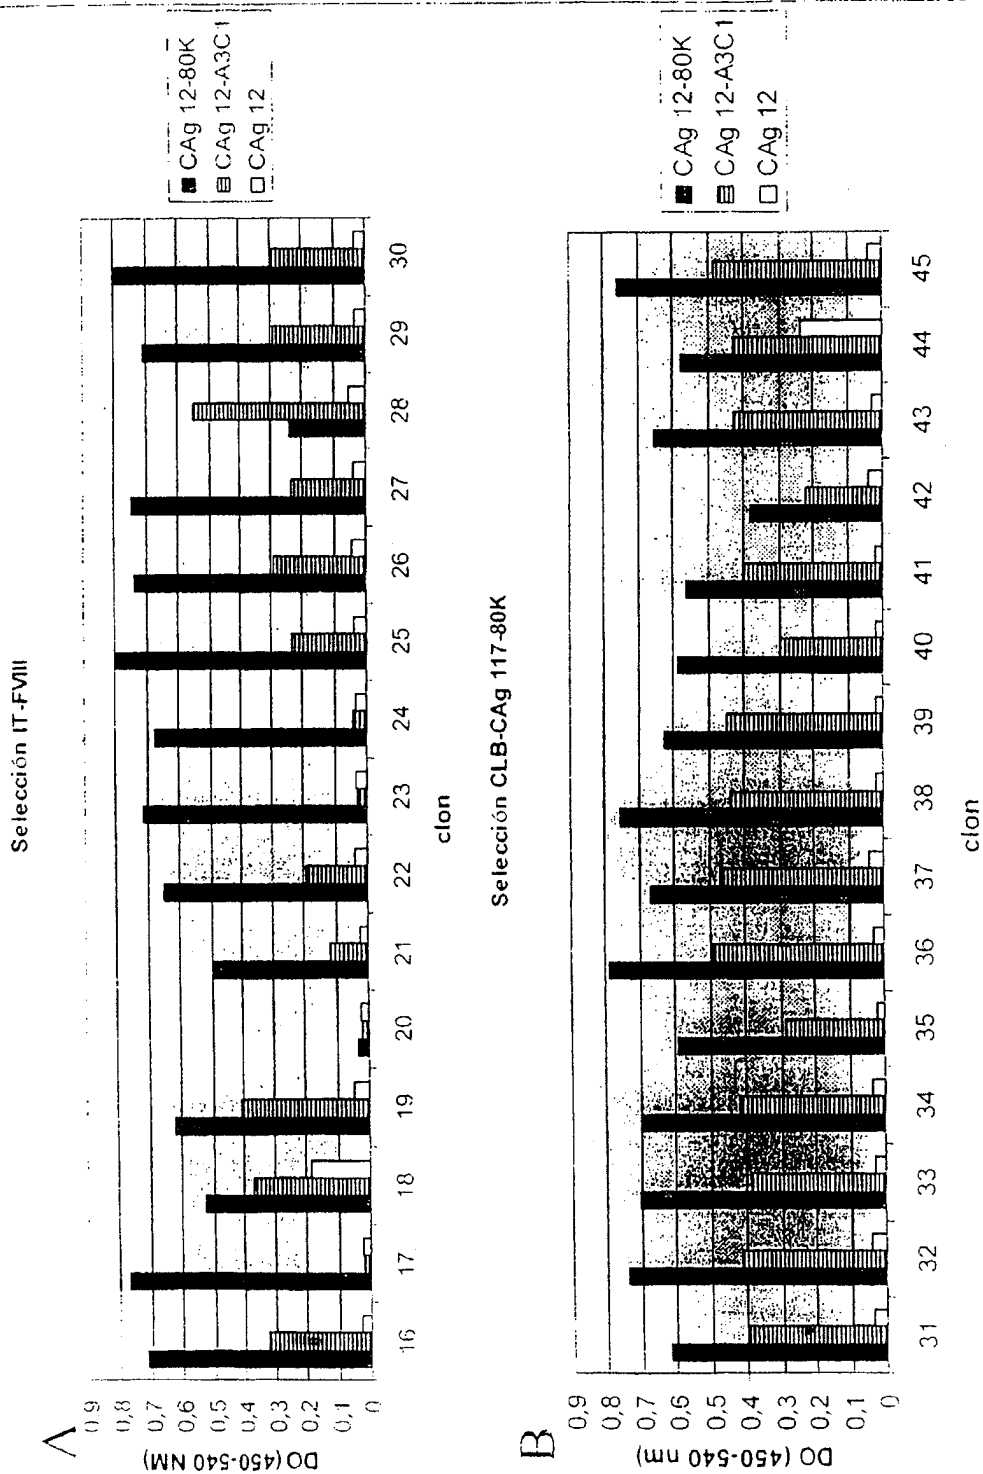 A
Selección IT-FVIII
DO (450-540 NM)
0,9
0,8
0,7
0,6
0,5
0,4
0,3
0,2
0,1
0
16 17 18 19 20 21 22 23 24 25 26 27 28 29 30
clon
CAg 12-80K
CAg 12-A3C1
CAg 12
B
Selección CLB-CAg 117-80K
DO (450-540 nm)
0,9
0,8
0,7
0,6
0,5
0,4
0,3
0,2
0,1
0
31 32 33 34 35 36 37 38 39 40 41 42 43 44 45
clon
CAg 12-80K
CAg 12-A3C1
CAg 12